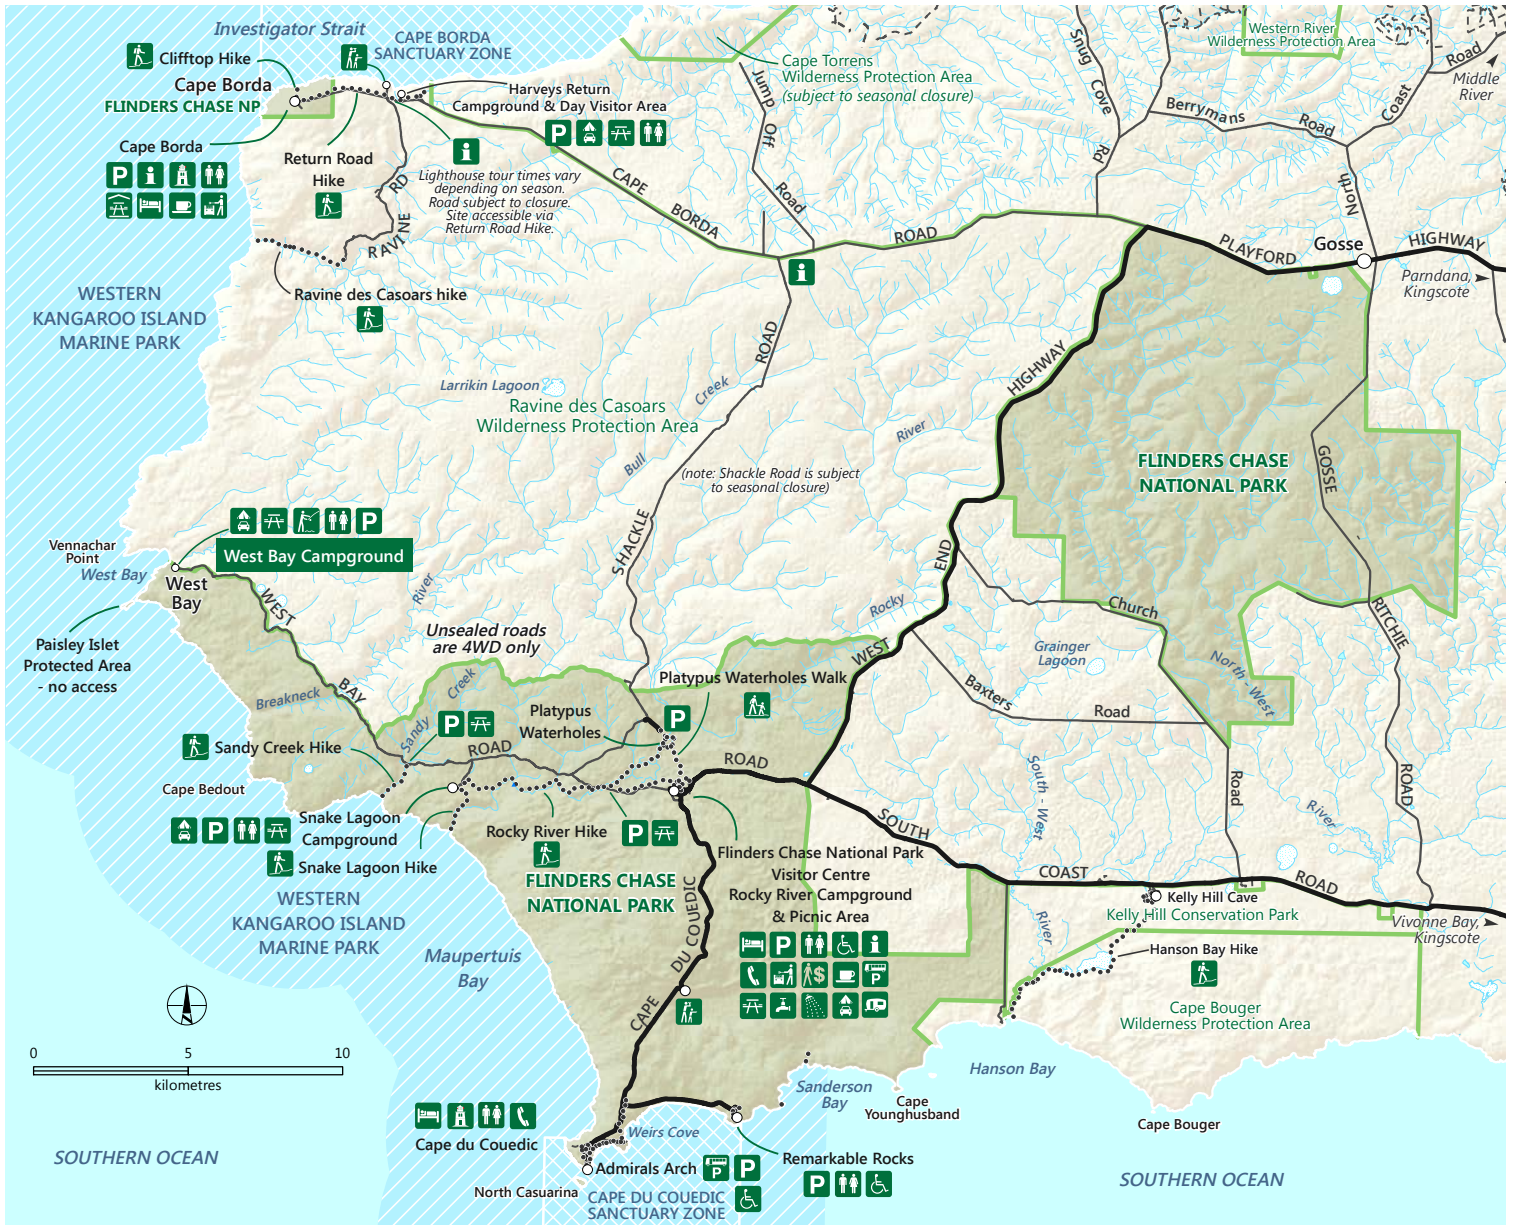 Investigator Strait
CAPE BORDA
SANCTUARY ZONE
Clifftop Hike
Cape Borda
FLINDERS CHASE NP
Harveys Return
Campground & Day Visitor Area
Cape Torrens
Wilderness Protection Area
(subject to seasonal closure)
Western River
Wilderness Protection Area
Snug Cove Rd
Jump Off Road
Berrymans Road
Coast Road
Middle
River
North
Cape Borda
P
i
Return Road
Hike
P
i
Lighthouse tour times vary
depending on season.
Road subject to closure.
Site accessible via
Return Road Hike.
RAVINE RD
CAPE BORDA ROAD
i
PLAYFORD HIGHWAY
Gosse
Parndana,
Kingscote
Ravine des Casoars hike
WESTERN
KANGAROO ISLAND
MARINE PARK
Larrikin Lagoon
Ravine des Casoars
Wilderness Protection Area
Bull Creek
SHACKLE ROAD
(note: Shackle Road is subject
to seasonal closure)
Rocky River
WEST END HIGHWAY
FLINDERS CHASE
NATIONAL PARK
GOSSE RITCHIE ROAD
P
West Bay Campground
Vennachar
Point
West Bay
West
Bay
Paisley Islet
Protected Area
- no access
WEST BAY ROAD
Breakneck River
Sandy Creek
Unsealed roads
are 4WD only
Church Road
Grainger
Lagoon
Baxters Road
North - West River
South - West River
Platypus Waterholes Walk
P
Platypus
Waterholes
P
Sandy Creek Hike
Cape Bedout
P
Snake Lagoon
Campground
Snake Lagoon Hike
Rocky River Hike
P
ROAD
SOUTH COAST ROAD
Flinders Chase National Park
Visitor Centre
Rocky River Campground
& Picnic Area
P
i
$
P
FLINDERS CHASE
NATIONAL PARK
WESTERN
KANGAROO ISLAND
MARINE PARK
Maupertuis
Bay
CAPE DU COUEDIC
Kelly Hill Cave
Kelly Hill Conservation Park
Hanson Bay Hike
Vivonne Bay,
Kingscote
Cape Bouger
Wilderness Protection Area
Hanson Bay
Sanderson
Bay
Cape
Younghusband
Cape Bouger
0 5 10
kilometres
Cape du Couedic
Weirs Cove
Admirals Arch
P
P
North Casuarina
CAPE DU COUEDIC
SANCTUARY ZONE
Remarkable Rocks
P
SOUTHERN OCEAN
SOUTHERN OCEAN